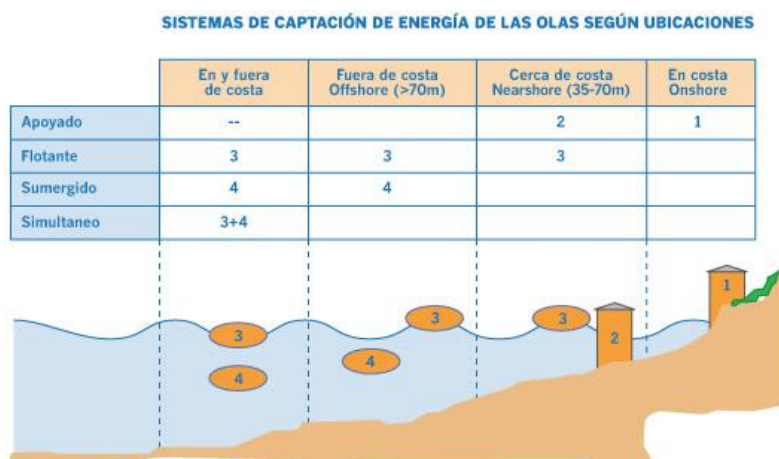 SISTEMAS DE CAPTACIÓN DE ENERGÍA DE LAS OLAS SEGÚN UBICACIONES
En y fuera de costa
Fuera de costa Offshore (>70m)
Cerca de costa Nearshore (35-70m)
En costa Onshore
Apoyado -- 2 1
Flotante 3 3 3
Sumergido 4 4
Simultaneo 3+4
1
3
3
3
2
4
4